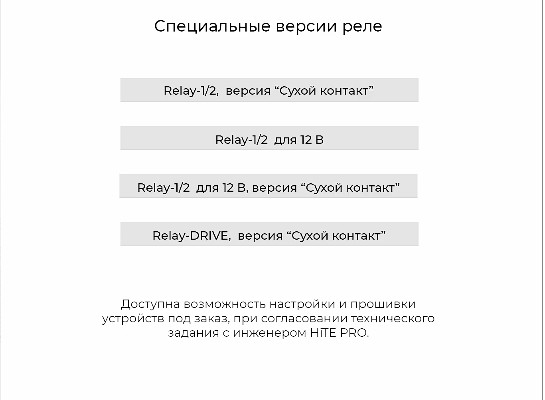 Специальные версии реле
Relay-1/2, версия “Сухой контакт”
Relay-1/2 для 12 В
Relay-1/2 для 12 В, версия “Сухой контакт”
Relay-DRIVE, версия “Сухой контакт”
Доступна возможность настройки и прошивки
устройств под заказ, при согласовании технического
задания с инженером HiTE PRO.